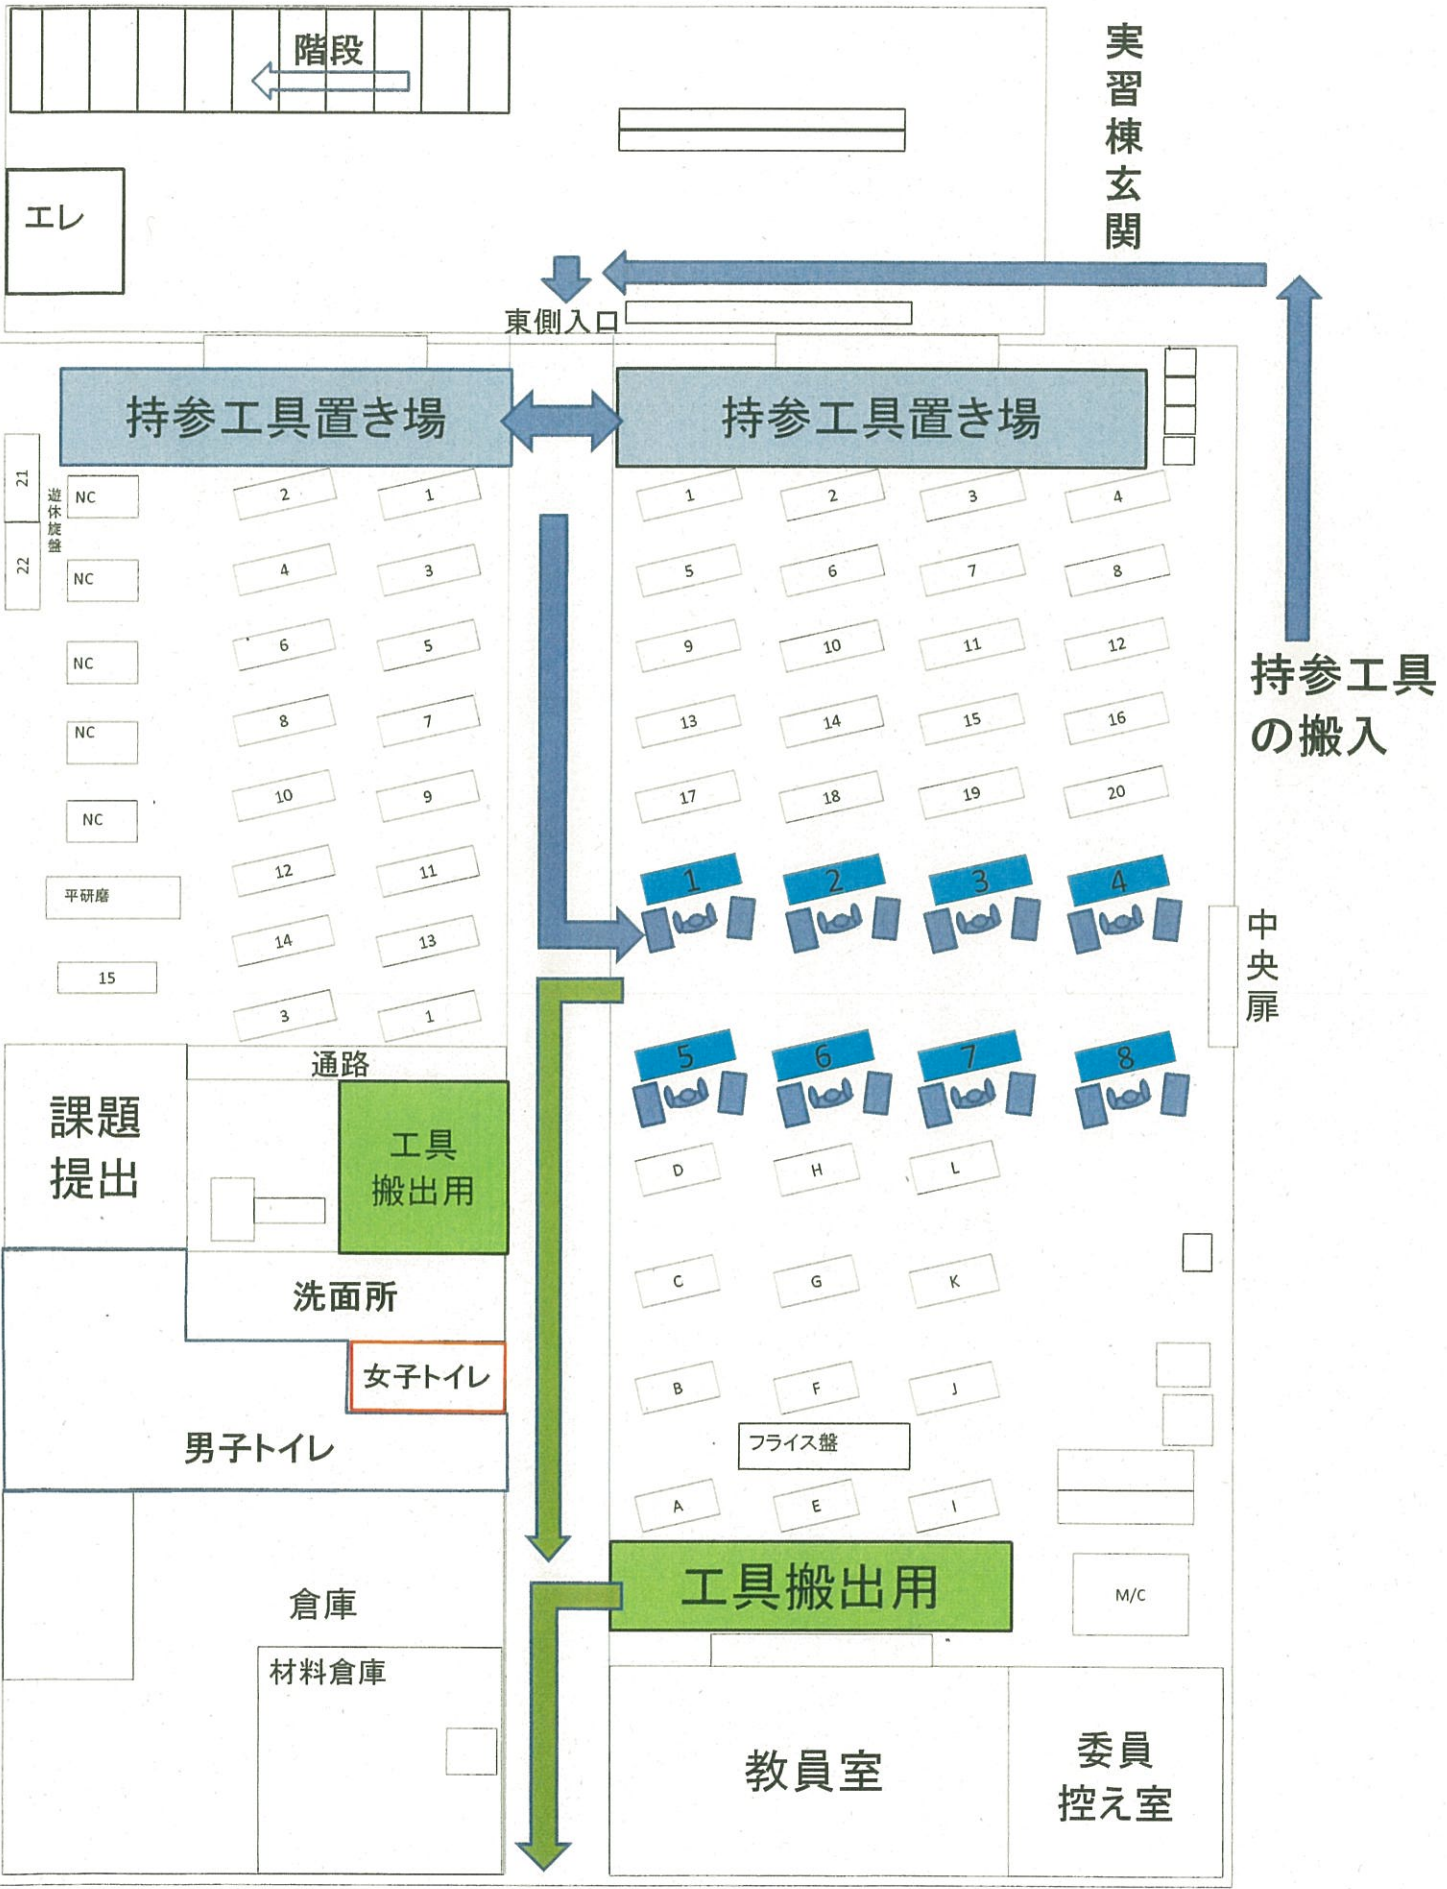 階段
実習棟玄関
エレ
東側入口
持参工具置き場
持参工具置き場
持参工具
の搬入
21
22
遊休旋盤
NC
2
1
1
2
3
4
NC
4
3
5
6
7
8
NC
6
5
9
10
11
12
NC
8
7
13
14
15
16
NC
10
9
17
18
19
20
平研磨
12
11
1
2
3
4
15
14
13
中央扉
3
1
通路
5
6
7
8
課題
提出
工具
搬出用
D
H
L
洗面所
C
G
K
女子トイレ
B
F
J
男子トイレ
フライス盤
A
E
I
倉庫
工具搬出用
M/C
材料倉庫
教員室
委員
控え室